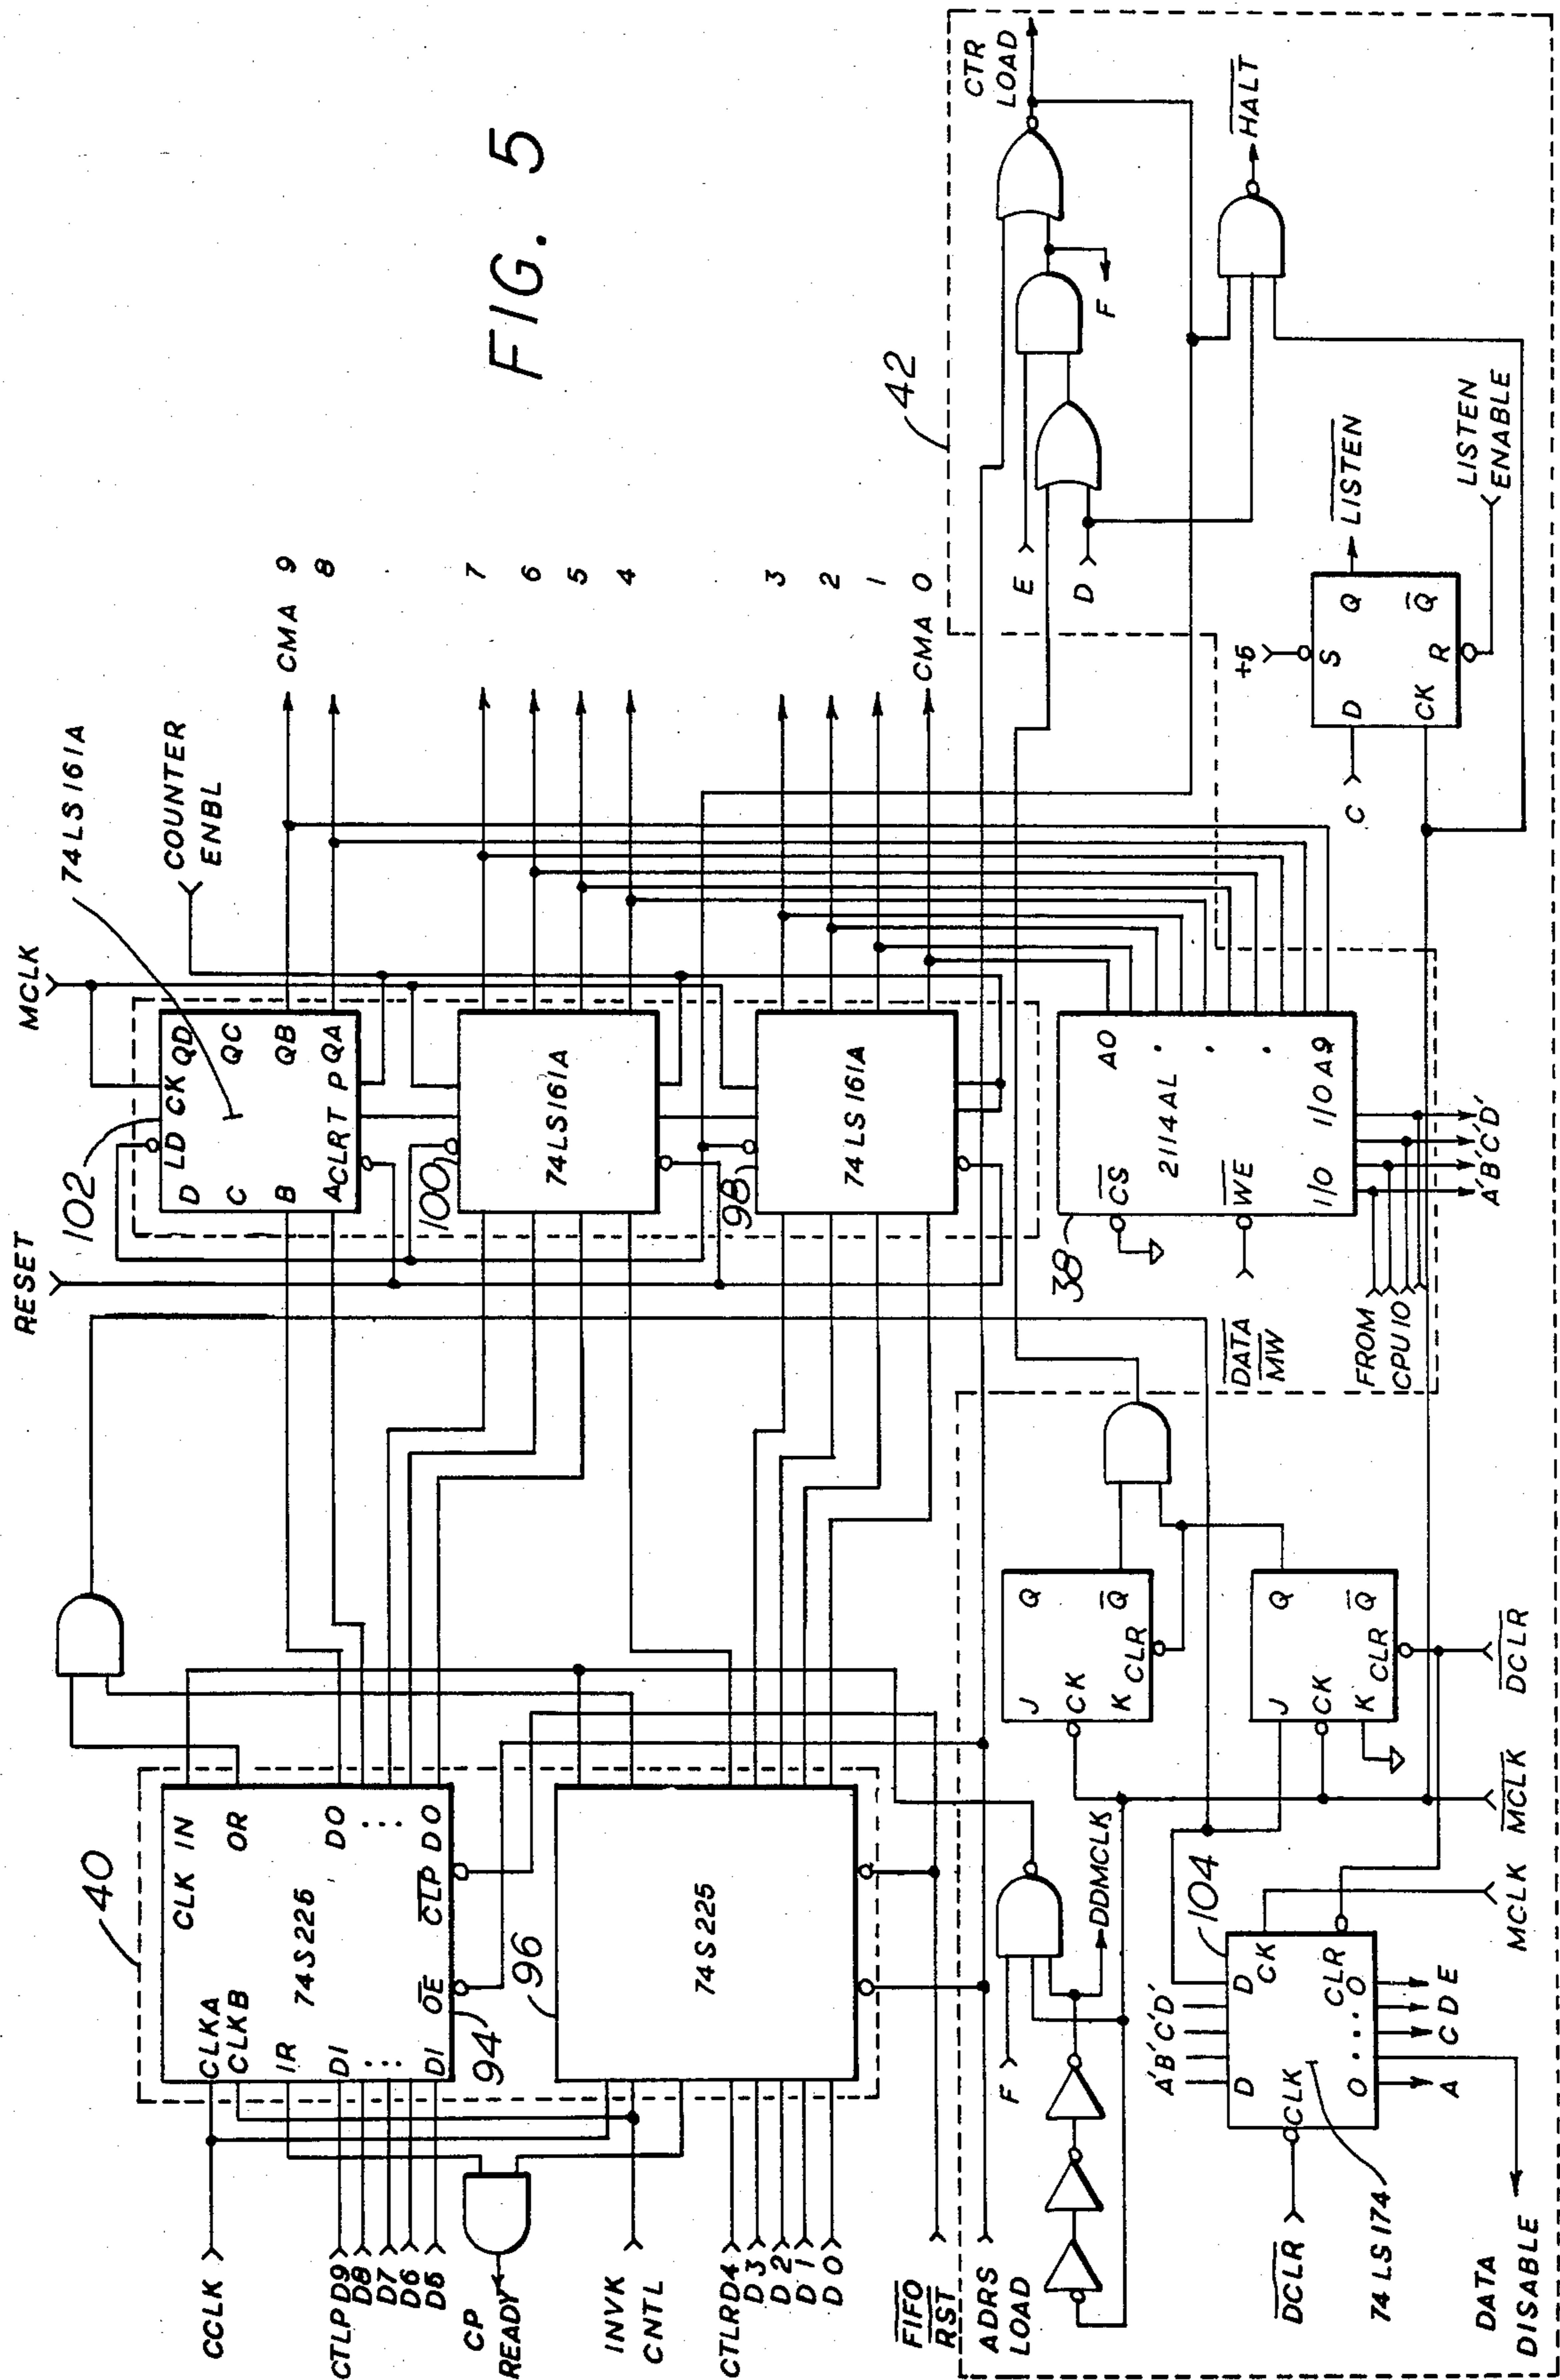 FIG. 5
RESET
MCLK
74LS161A
COUNTER
ENBL
40
102
CLK IN
OR
DO
⋮ ⋮
DO
CLP
OE
CLKA
CLKB
IR
DI
⋮ ⋮
DI
74S225
94
96
74S225
CCLK
CTLP D9
D8
D7
D6
D5
CP
READY
INVK
CNTL
CTLR D4
D3
D2
D1
D0
FIFO
RST
ADRS
LOAD
D LD CK QD
C QC
B QB
A CLR T P QA
100
74LS161A
98
74LS161A
CMA 9
8
7
6
5
4
3
2
1
CMA 0
38
CS
WE
I/O
A0
2114AL
I/O A9
DATA
MW
FROM
CPU IO
A' B' C' D'
42
CTR
LOAD
HALT
F
E
D
+5
D S Q
CK R Q
C
LISTEN
LISTEN
ENABLE
J Q
CK
K CLR Q
J Q
CK
K CLR Q
F
DDMCLK
104
A' B' C' D'
D D
CK
CLK CLR
O . . . O
A C D E
DCLR
74LS174
DATA
DISABLE
MCLK
MCLK
DCLR